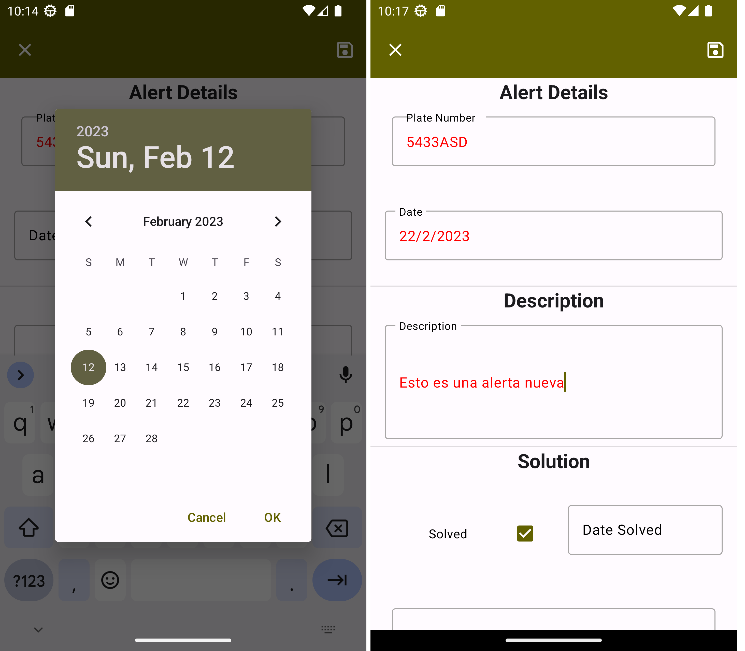 10:14
Alert Details
Plat
543
2023
Sun, Feb 12
Date
February 2023
S M T W T F S
1 2 3 4
5 6 7 8 9 10 11
12 13 14 15 16 17 18
19 20 21 22 23 24 25
26 27 28
Cancel OK
q 1 w 9 p 0
a l
?123 , .
10:17
Alert Details
Plate Number
5433ASD
Date
22/2/2023
Description
Description
Esto es una alerta nueva
Solution
Solved
Date Solved